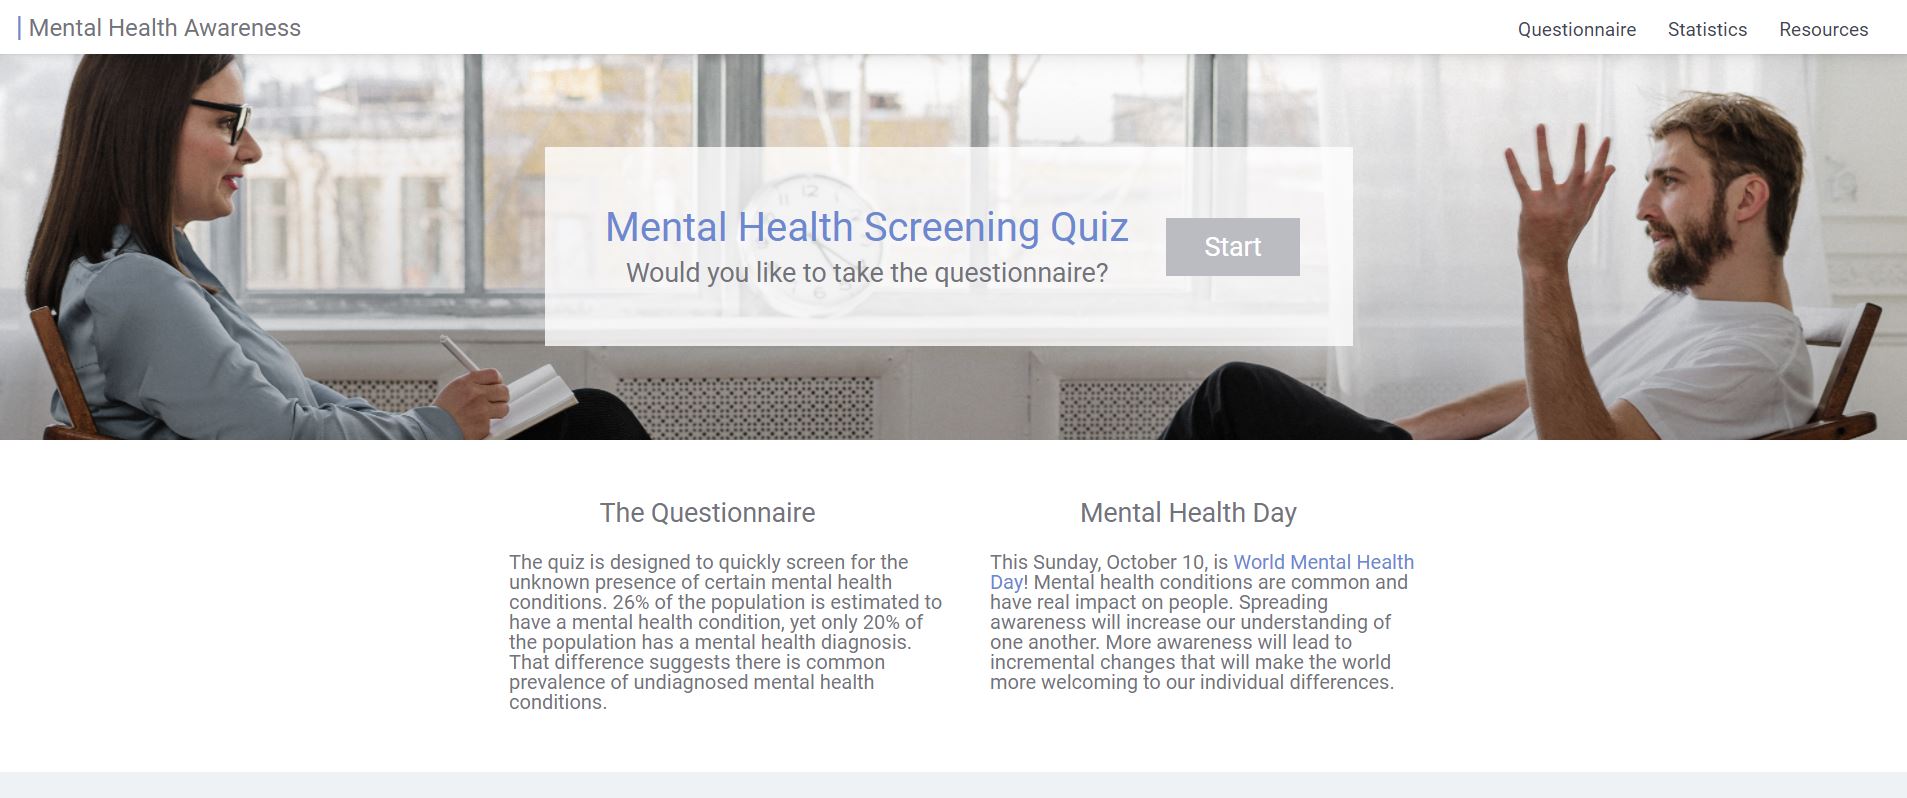 Mental Health Awareness
Questionnaire Statistics Resources
12
6
Mental Health Screening Quiz
Would you like to take the questionnaire?
Start
The Questionnaire
The quiz is designed to quickly screen for the
unknown presence of certain mental health
conditions. 26% of the population is estimated to
have a mental health condition, yet only 20% of
the population has a mental health diagnosis.
That difference suggests there is common
prevalence of undiagnosed mental health
conditions.
Mental Health Day
This Sunday, October 10, is World Mental Health
Day! Mental health conditions are common and
have real impact on people. Spreading
awareness will increase our understanding of
one another. More awareness will lead to
incremental changes that will make the world
more welcoming to our individual differences.